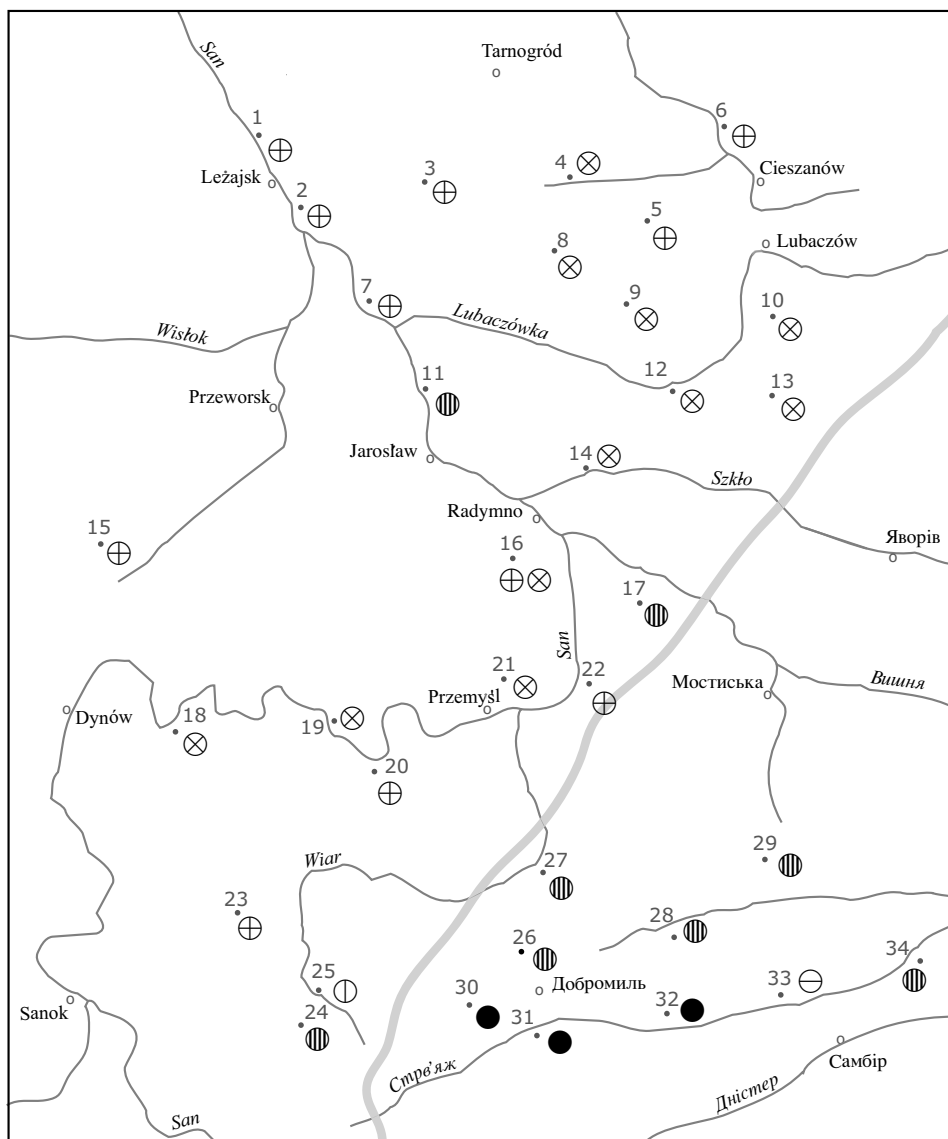 San
Tarnogród
1
6
3
4
Leżajsk
Cieszanów
2
5
8
Lubaczów
7
9
10
Lubaczówka
Wisłok
11
12
13
Przeworsk
Jarosław
14
Szkło
Radymno
15
16
Яворів
17
San
21
22
Przemyśl
Мостиська
Вишня
Dynów
18
19
20
Wiar
27
29
23
28
26
34
25
33
Добромиль
Sanok
30
32
24
31
Стрв’яж
Самбір
Дністер
San